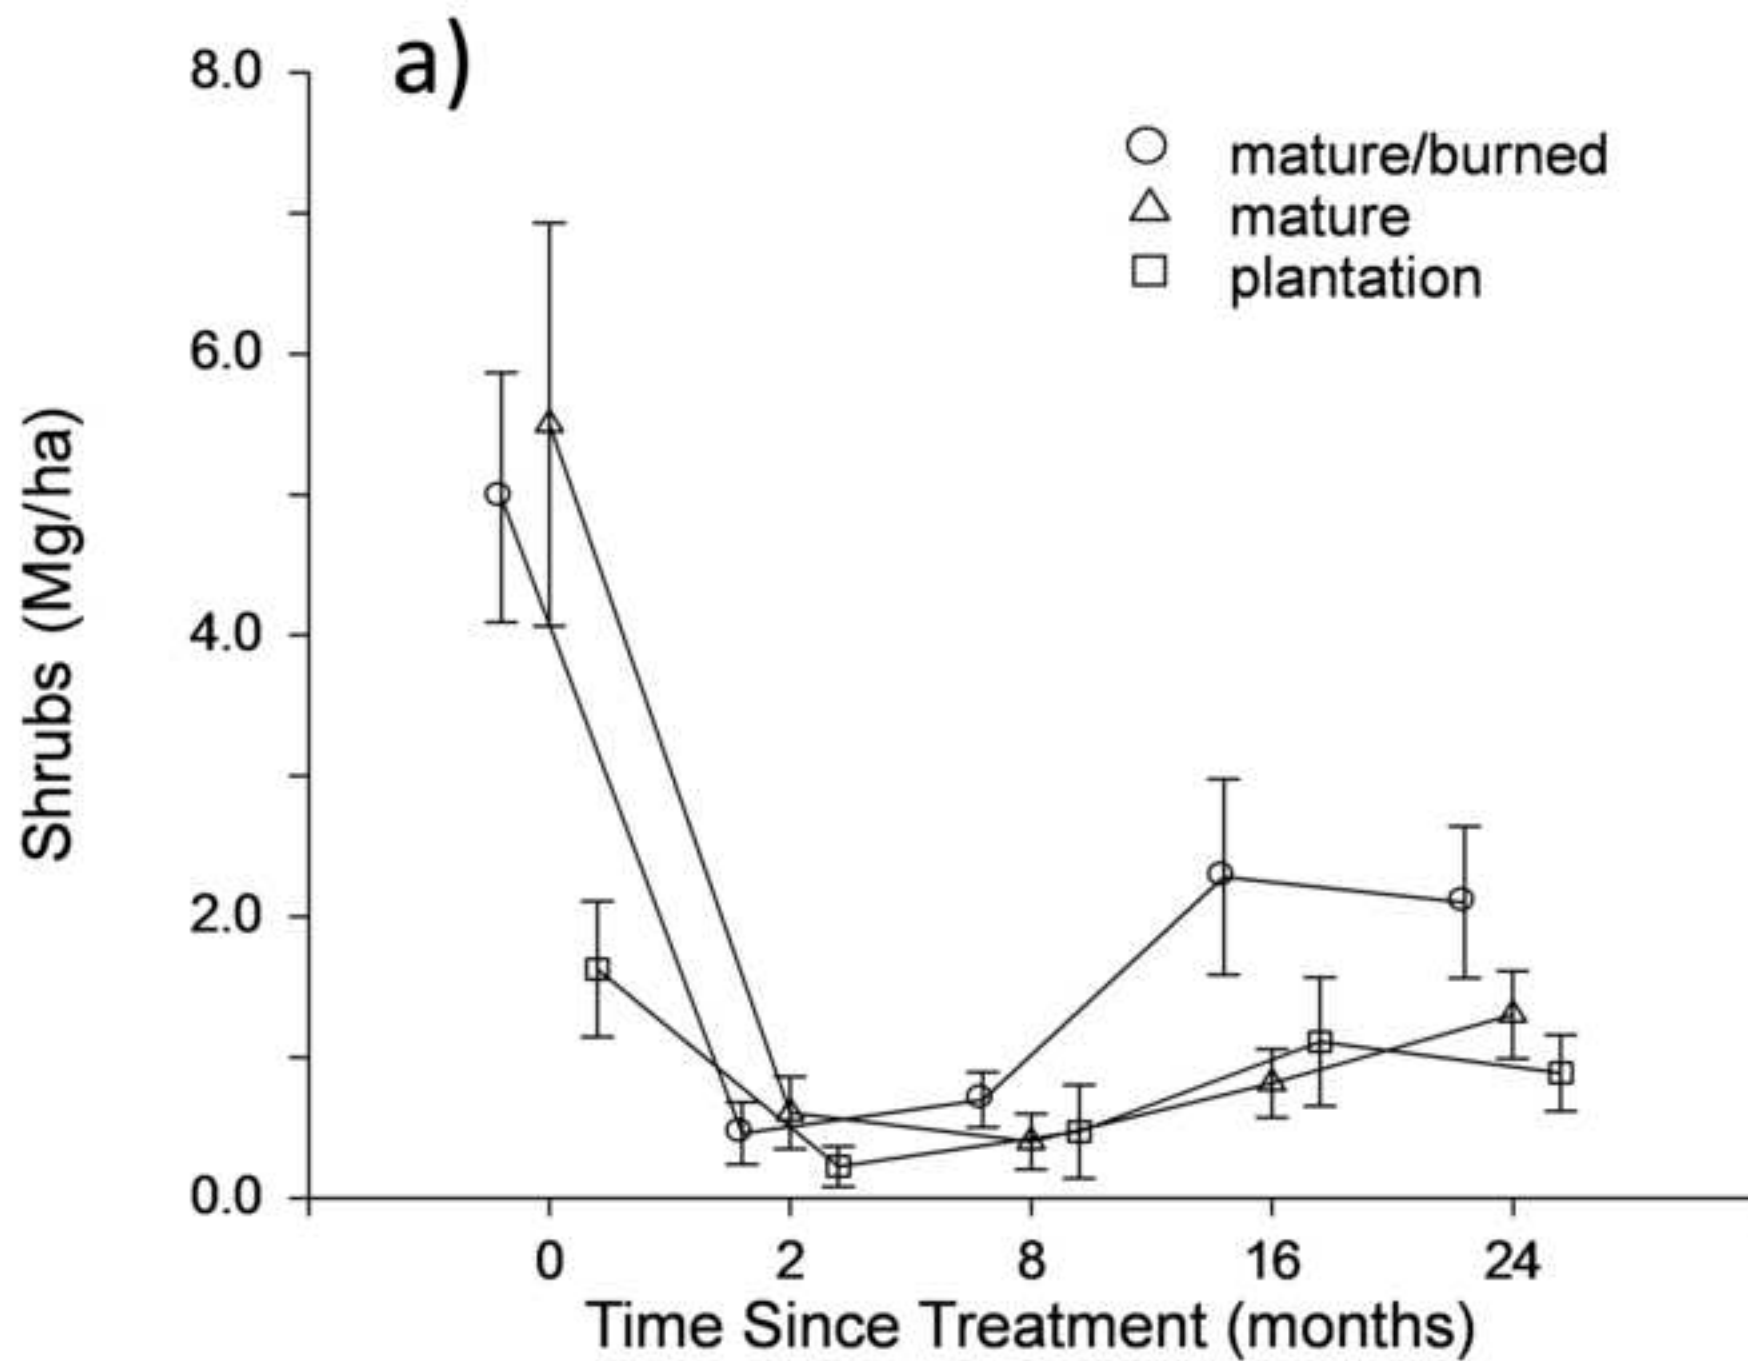 a)
8.0
6.0
4.0
2.0
0.0
Shrubs (Mg/ha)
mature/burned
mature
plantation
0 2 8 16 24
Time Since Treatment (months)